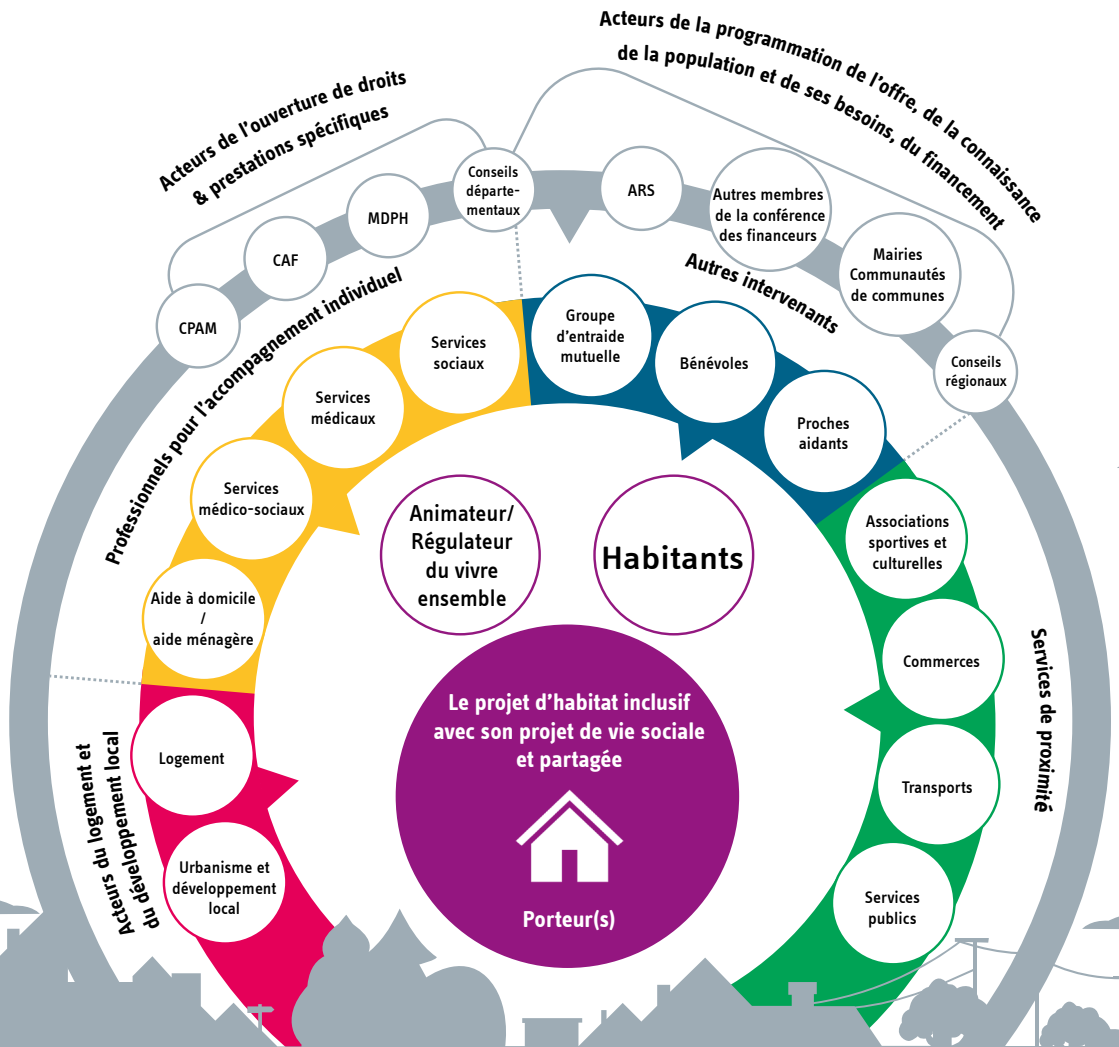 Acteurs de la programmation de l'offre, de la connaissance
de la population et de ses besoins, du financement
Acteurs de l'ouverture de droits
& prestations spécifiques
Conseils
départe-
mentaux
ARS
Autres membres
de la conférence
des financeurs
MDPH
CAF
CPAM
Mairies
Communautés
de communes
Conseils
régionaux
Professionnels pour l'accompagnement individuel
Autres intervenants
Services
sociaux
Services
médicaux
Services
médico-sociaux
Aide à domicile
/
aide ménagère
Groupe
d'entraide
mutuelle
Bénévoles
Proches
aidants
Animateur/
Régulateur
du vivre
ensemble
Habitants
Associations
sportives et
culturelles
Commerces
Transports
Services
publics
Services de proximité
Le projet d'habitat inclusif
avec son projet de vie sociale
et partagée
Porteur(s)
Acteurs du logement et
du développement local
Logement
Urbanisme et
développement
local